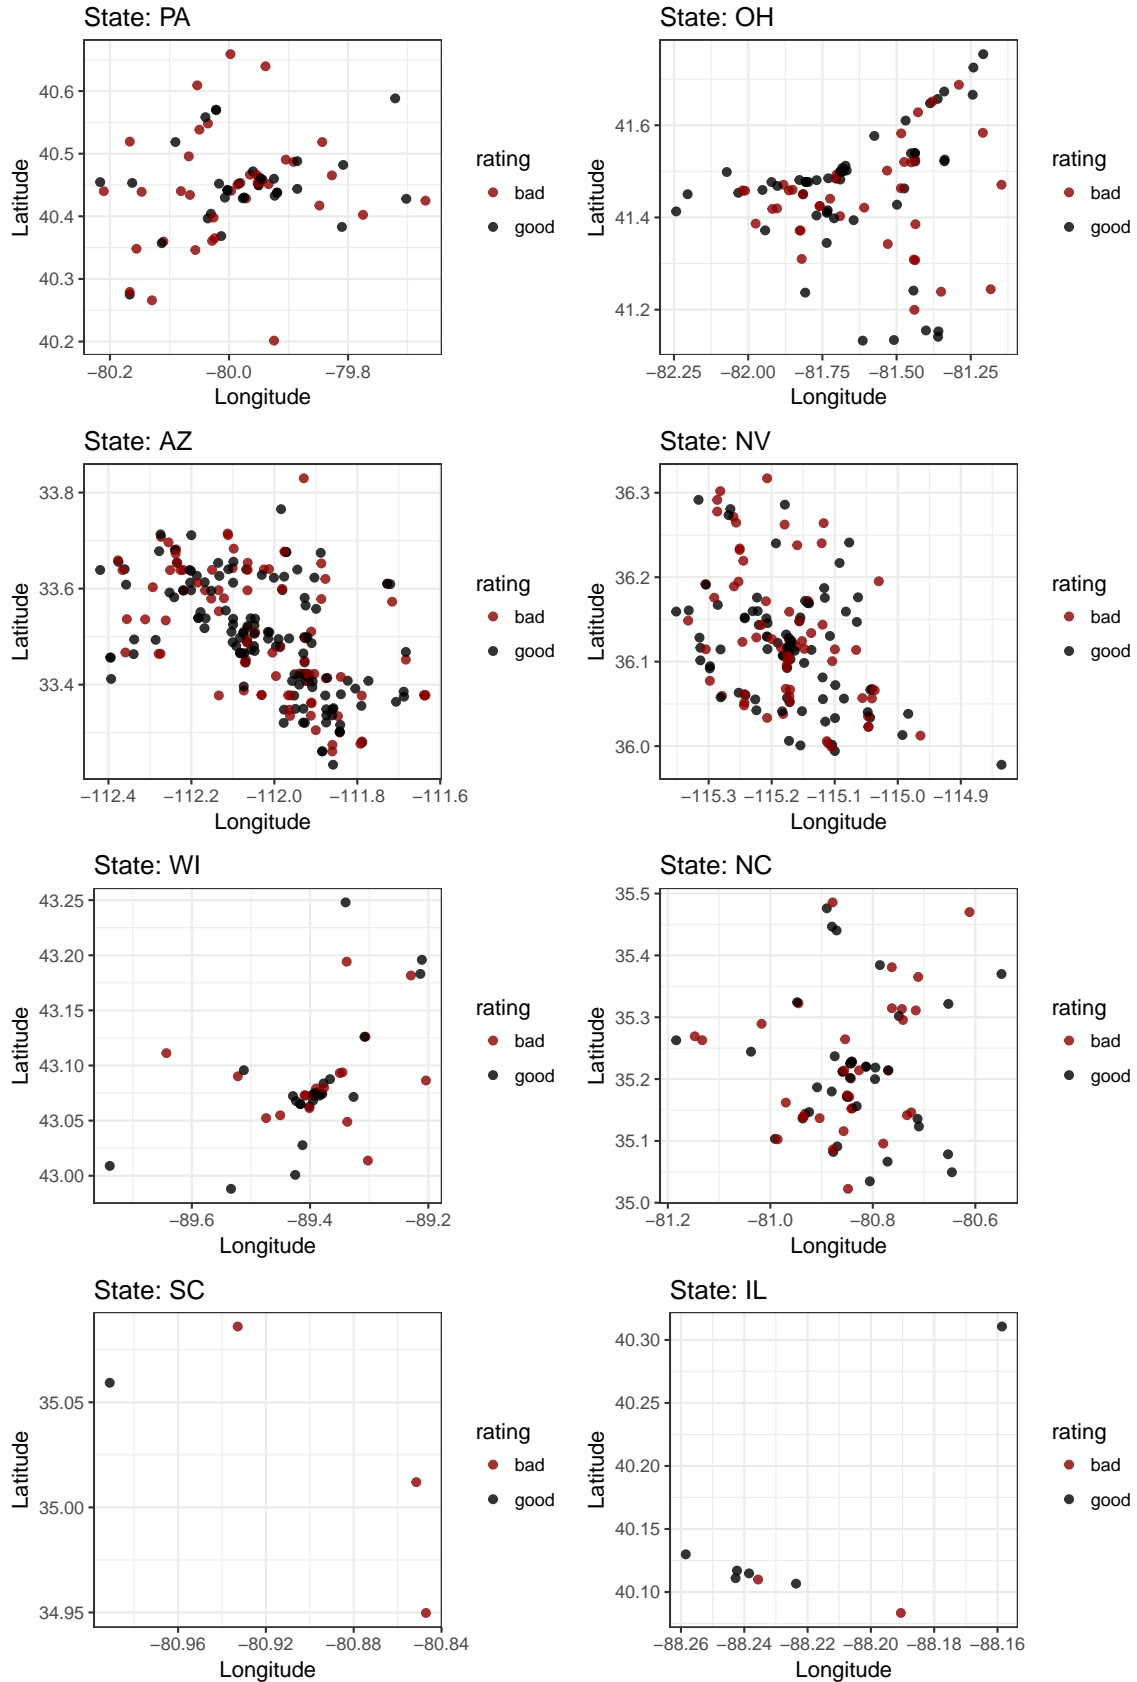 State: PA
40.6
40.5
40.4
40.3
40.2
Latitude
−80.2 −80.0 −79.8
Longitude
rating
bad
good
State: OH
41.6
41.4
41.2
Latitude
−82.25 −82.00 −81.75 −81.50 −81.25
Longitude
rating
bad
good
State: AZ
33.8
33.6
33.4
Latitude
−112.4 −112.2 −112.0 −111.8 −111.6
Longitude
rating
bad
good
State: NV
36.3
36.2
36.1
36.0
Latitude
−115.3 −115.2 −115.1 −115.0 −114.9
Longitude
rating
bad
good
State: WI
43.25
43.20
43.15
43.10
43.05
43.00
Latitude
−89.6 −89.4 −89.2
Longitude
rating
bad
good
State: NC
35.5
35.4
35.3
35.2
35.1
35.0
Latitude
−81.2 −81.0 −80.8 −80.6
Longitude
rating
bad
good
State: SC
35.05
35.00
34.95
Latitude
−80.96 −80.92 −80.88 −80.84
Longitude
rating
bad
good
State: IL
40.30
40.25
40.20
40.15
40.10
Latitude
−88.26 −88.24 −88.22 −88.20 −88.18 −88.16
Longitude
rating
bad
good